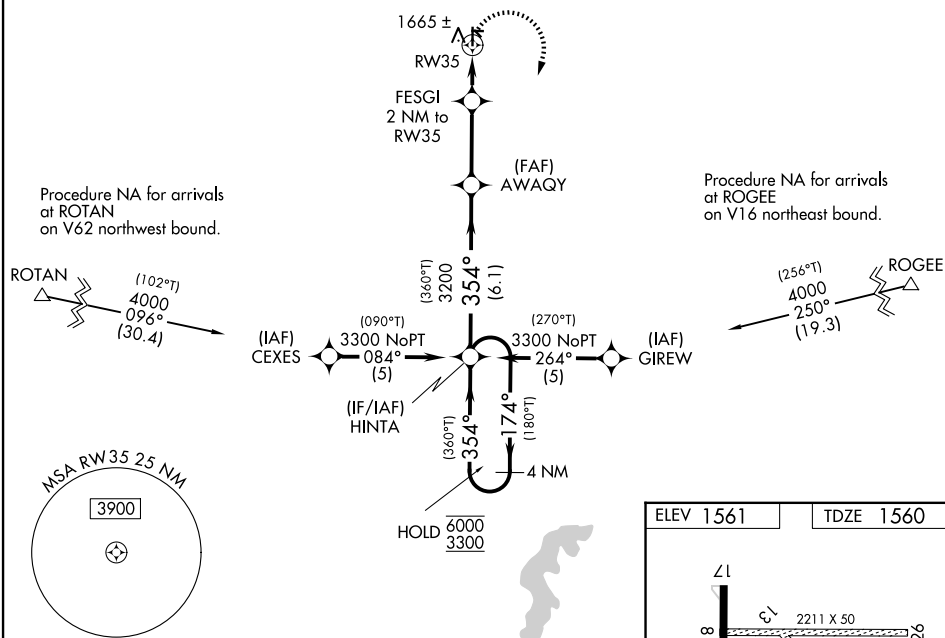 1665 ±
RW35
FESGI
2 NM to
RW35
(FAF)
AWAQY
Procedure NA for arrivals
at ROTAN
on V62 northwest bound.
Procedure NA for arrivals
at ROGEE
on V16 northeast bound.
ROTAN
(102°T)
4000
096°
(30.4)
ROGEE
(256°T)
4000
250°
(19.3)
(360°T)
3200
354°
(6.1)
(IAF)
CEXES
(090°T)
3300 NoPT
084°
(5)
(270°T)
3300 NoPT
264°
(5)
(IAF)
GIREW
(IF/IAF)
HINTA
(360°T)
354°
174°
(180°T)
4 NM
HOLD 6000
3300
MSA RW35 25 NM
3900
ELEV 1561
TDZE 1560
17
13
2211 X 50
8
26